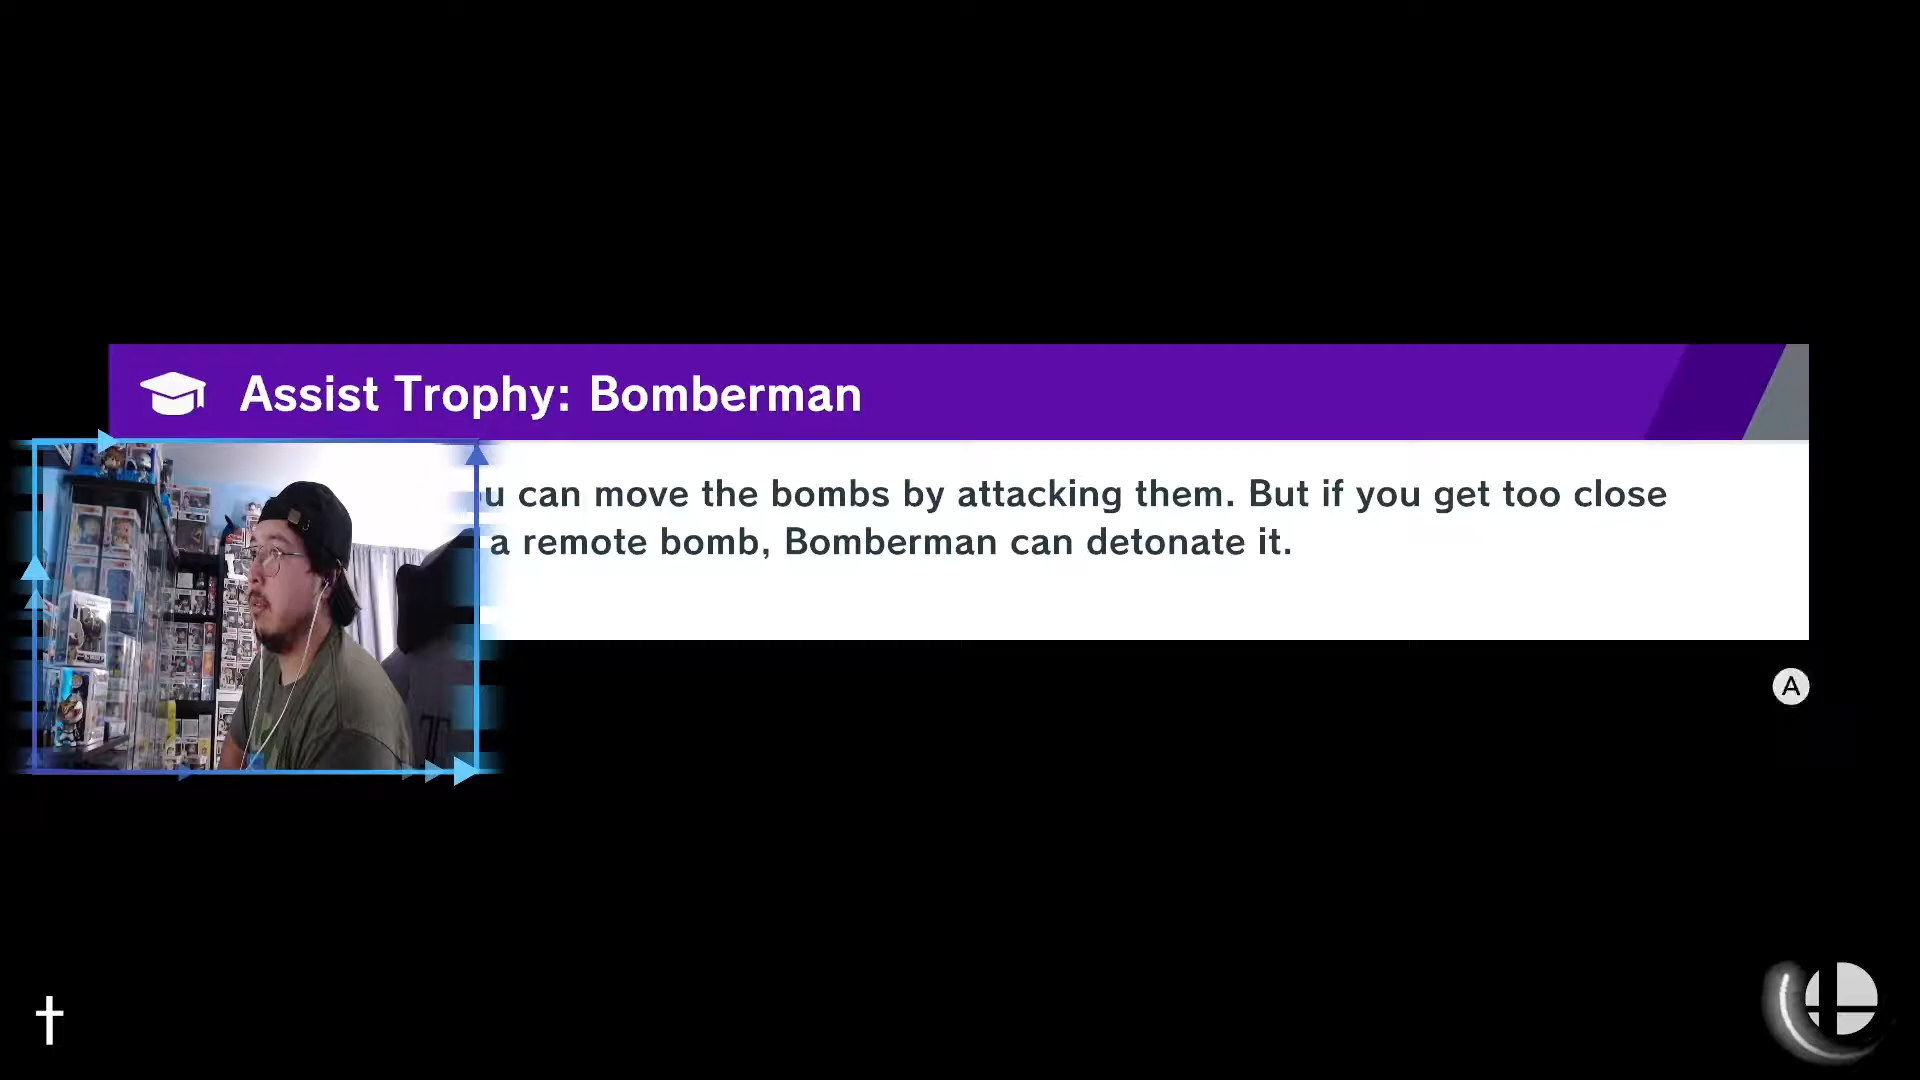 Assist Trophy: Bomberman
can move the bombs by attacking them. But if you get too close
a remote bomb, Bomberman can detonate it.
A